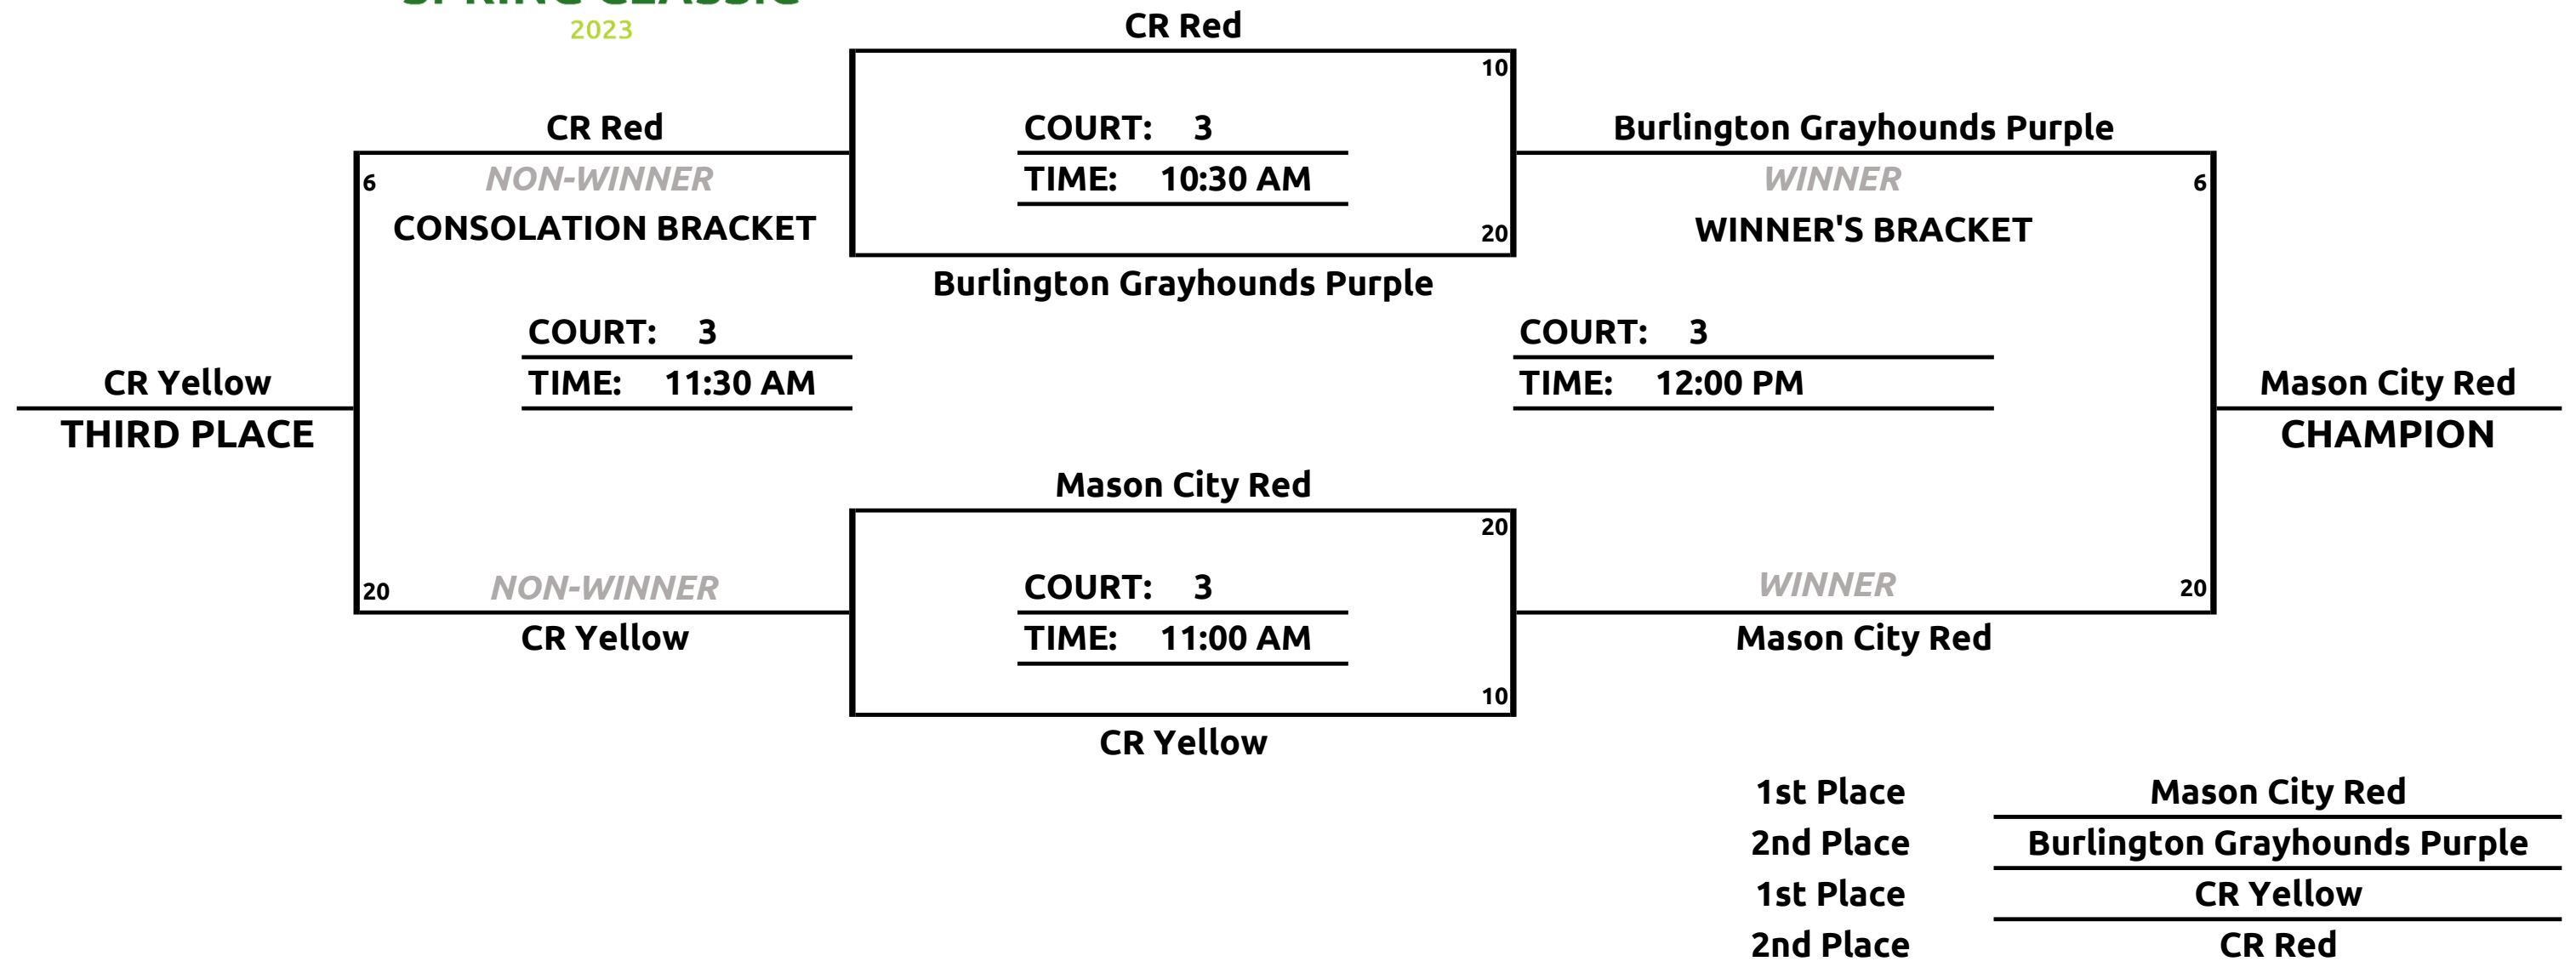 SPRING CLASSIC
2023
CR Red
10
CR Red
COURT: 3
Burlington Grayhounds Purple
6
NON-WINNER
TIME: 10:30 AM
WINNER
6
CONSOLATION BRACKET
20
WINNER'S BRACKET
Burlington Grayhounds Purple
COURT: 3
COURT: 3
CR Yellow
TIME: 11:30 AM
TIME: 12:00 PM
Mason City Red
THIRD PLACE
CHAMPION
Mason City Red
20
20
NON-WINNER
COURT: 3
WINNER
20
CR Yellow
TIME: 11:00 AM
Mason City Red
10
CR Yellow
1st Place Mason City Red
2nd Place Burlington Grayhounds Purple
1st Place CR Yellow
2nd Place CR Red